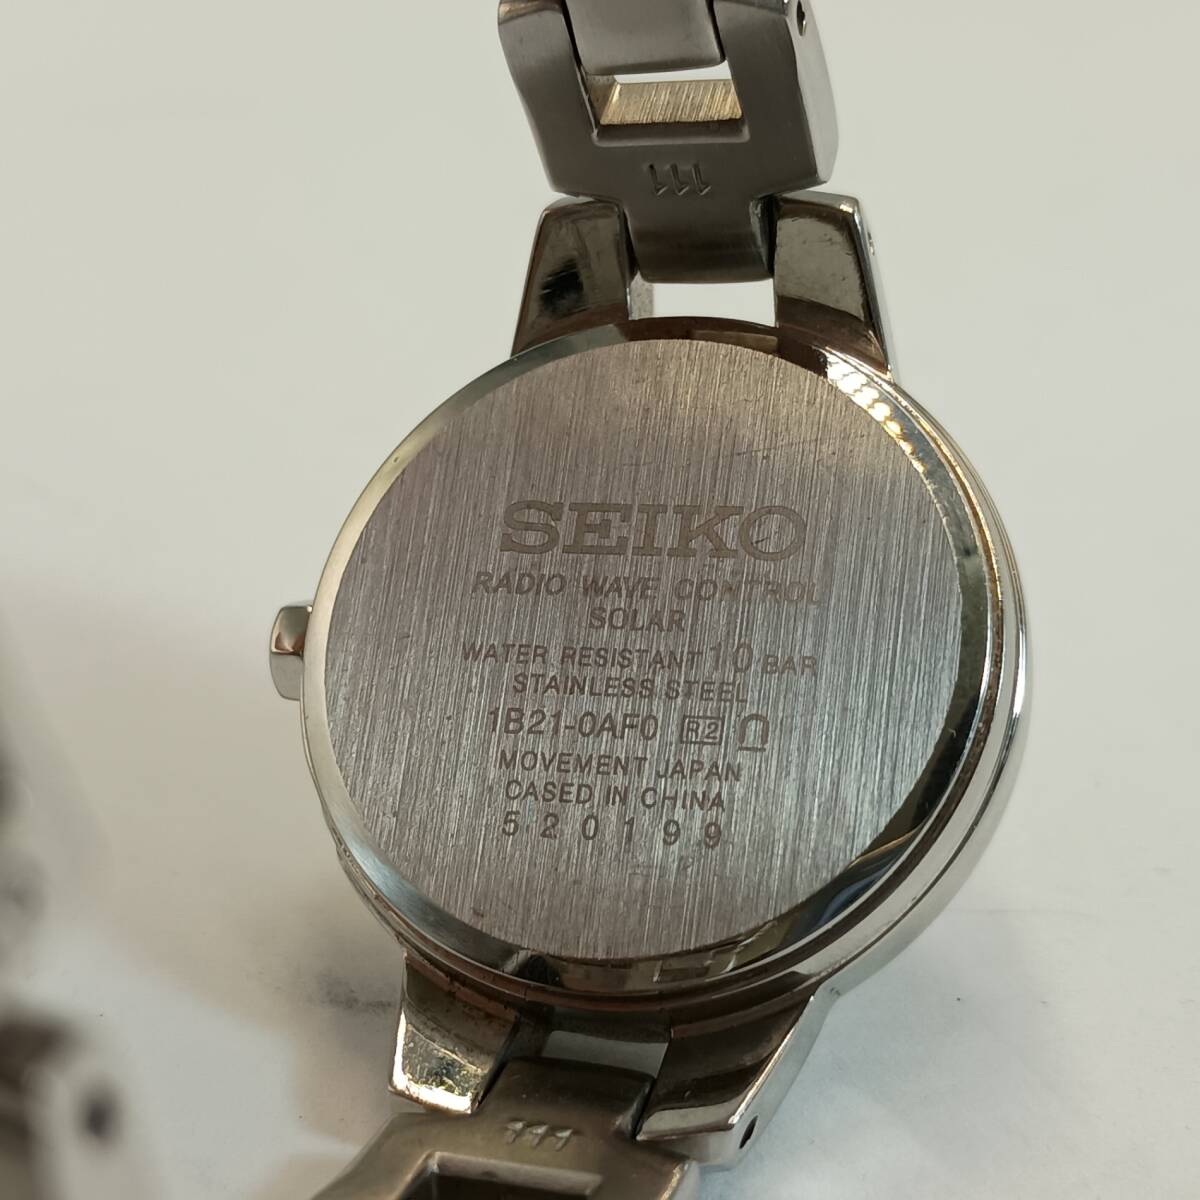 111
SEIKO
RADIO WAVE CONTROL
SOLAR
WATER RESISTANT 10 BAR
STAINLESS STEEL
1B21-0AF0 R2
MOVEMENT JAPAN
CASED IN CHINA
520199
111